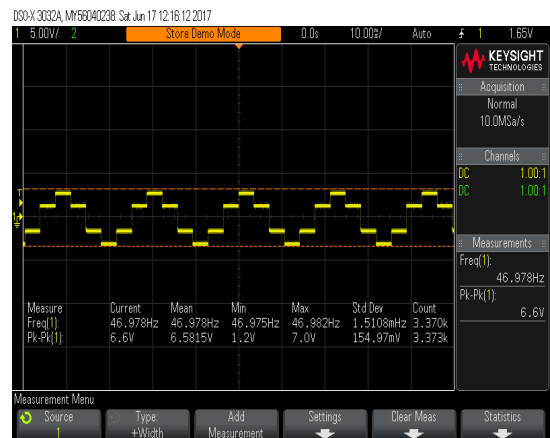 DSO-X 3032A, MY56040238: Sat Jun 17 12:16:12 2017
1 5.00V/ 2 Store Demo Mode 0.0s 10.00ms/ Auto 1 1.65V
KEYSIGHT
TECHNOLOGIES
Acquisition
Normal
10.0MSa/s
Channels
DC 1.00:1
DC 1.00:1
Measurements
Freq(1):
46.978Hz
Pk-Pk(1):
6.6V
T
1
Measure Current Mean Min Max Std Dev Count
Freq(1): 46.978Hz 46.978Hz 46.975Hz 46.982Hz 1.5108mHz 3.370k
Pk-Pk(1): 6.6V 6.5815V 1.2V 7.0V 154.97mV 3.373k
Measurement Menu
Source Type: Add Settings Clear Meas Statistics
1 +Width Measurement